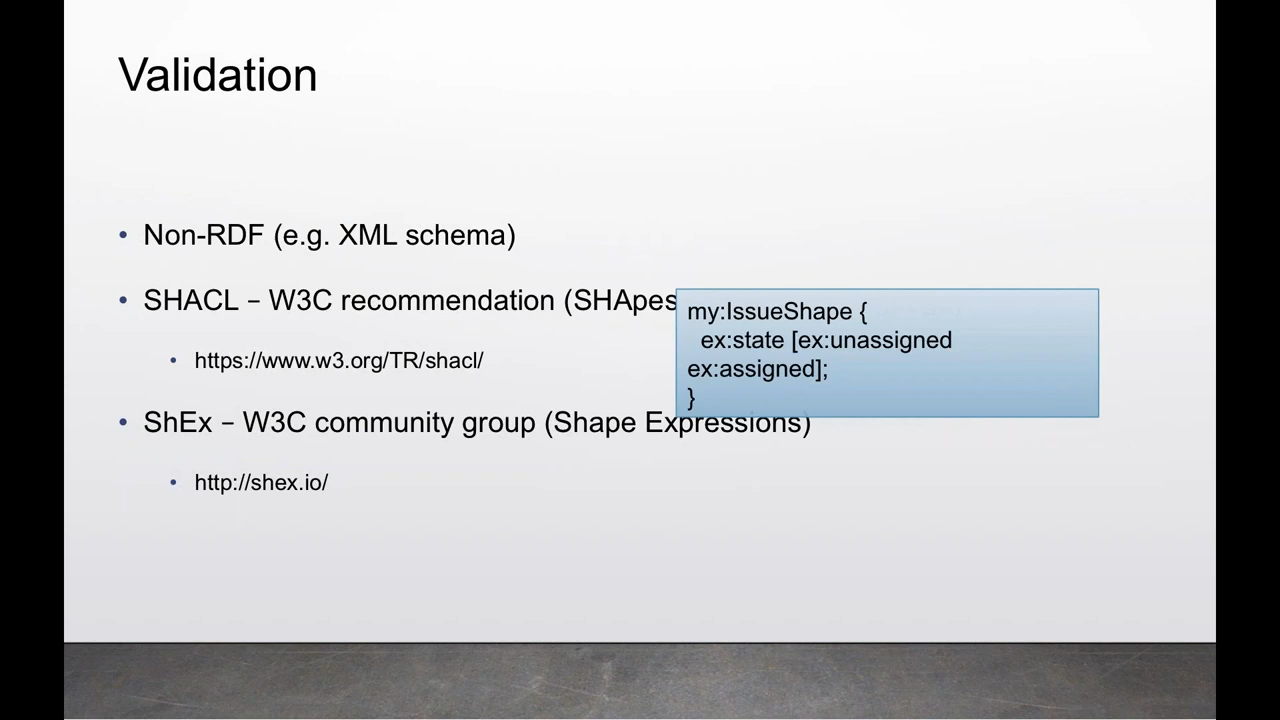 Validation
• Non-RDF (e.g. XML schema)
• SHACL – W3C recommendation (SHApes
• https://www.w3.org/TR/shacl/
my:IssueShape {
ex:state [ex:unassigned
ex:assigned];
}
• ShEx – W3C community group (Shape Expressions)
• http://shex.io/